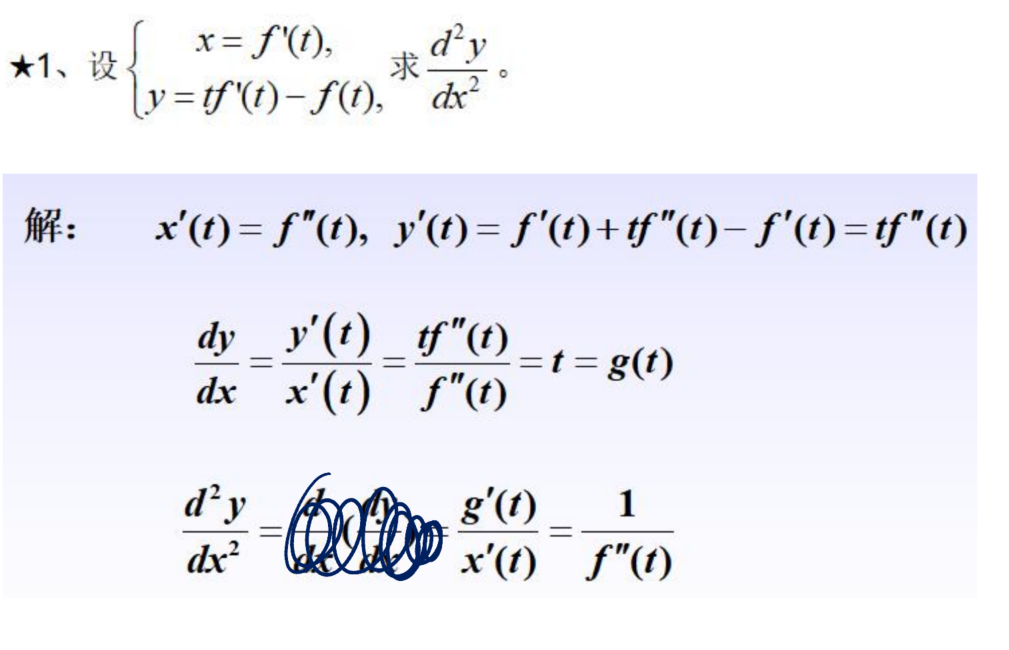 ★1、设 { x = f'(t), y = tf'(t) − f(t), 求 d²y/dx² 。
解: x′(t) = f″(t), y′(t) = f′(t) + tf″(t) − f′(t) = tf″(t)
dy/dx = y′(t)/x′(t) = tf″(t)/f″(t) = t = g(t)
d²y/dx² = = g′(t)/x′(t) = 1/f″(t)